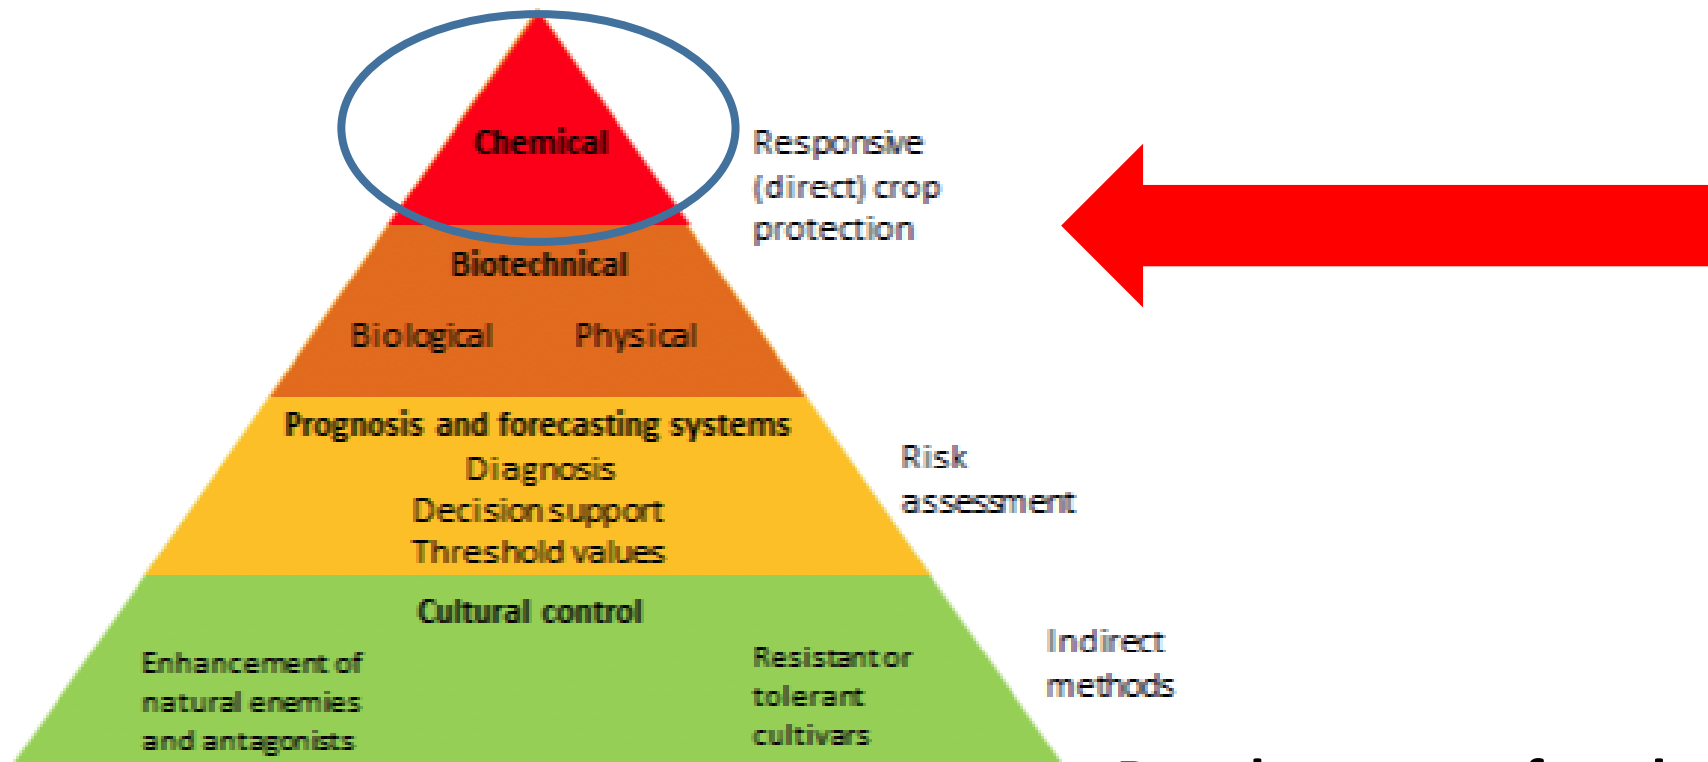 Chemical
Responsive
(direct) crop
protection
Biotechnical
Biological Physical
Prognosis and forecasting systems
Diagnosis
Decision support
Threshold values
Risk
assessment
Cultural control
Enhancement of
natural enemies
and antagonists
Resistant or
tolerant
cultivars
Indirect
methods